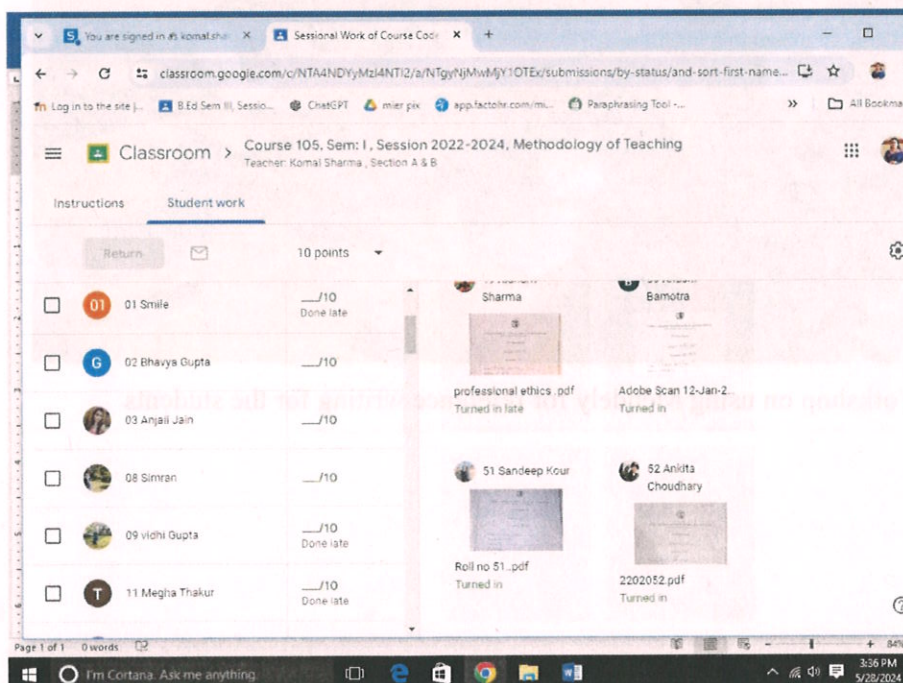 You are signed in as komal.sha
Sessional Work of Course Code
classroom.google.com/c/NTA4NDYyMzI4NTI2/a/NTgyNjMwMjY1OTEx/submissions/by-status/and-sort-first-name...
Log in to the site j...
B.Ed Sem III, Sessio...
ChatGPT
mier pix
app.factohr.com/mi...
Paraphrasing Tool -...
All Bookma
Classroom > Course 105, Sem: I , Session 2022-2024, Methodology of Teaching
Teacher: Komal Sharma , Section A & B
Instructions
Student work
Return
10 points
01 01 Smile __/10
Done late
G 02 Bhavya Gupta __/10
03 Anjali Jain __/10
08 Simran __/10
09 vidhi Gupta __/10
Done late
T 11 Megha Thakur __/10
Done late
Sharma
professional ethics .pdf
Turned in late
Bamotra
Adobe Scan 12-Jan-2...
Turned in
51 Sandeep Kour
Roll no 51_.pdf
Turned in
52 Ankita
Choudhary
2202052.pdf
Turned in
Page 1 of 1 0 words
84%
I'm Cortana. Ask me anything.
3:36 PM
5/28/2024